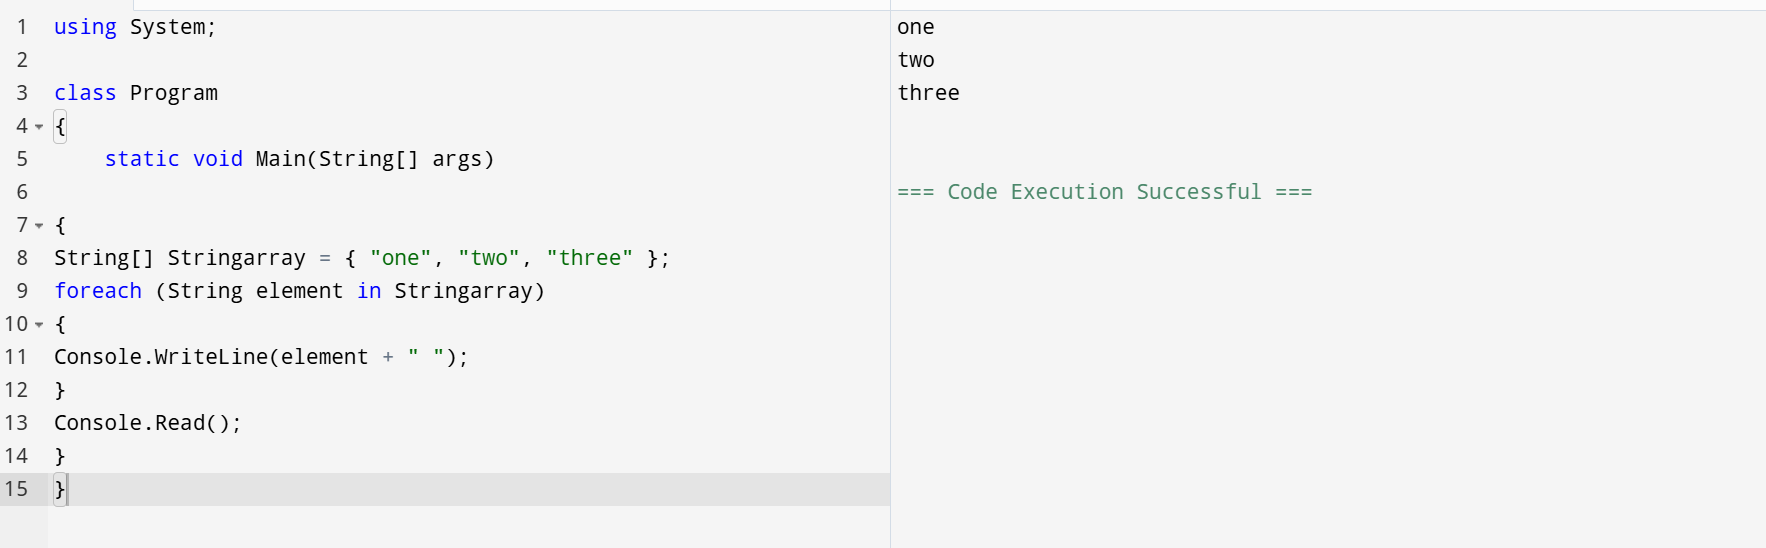 1 using System;
2
3 class Program
4 {
5     static void Main(String[] args)
6
7 {
8 String[] Stringarray = { "one", "two", "three" };
9 foreach (String element in Stringarray)
10 {
11 Console.WriteLine(element + " ");
12 }
13 Console.Read();
14 }
15 }
one
two
three
=== Code Execution Successful ===